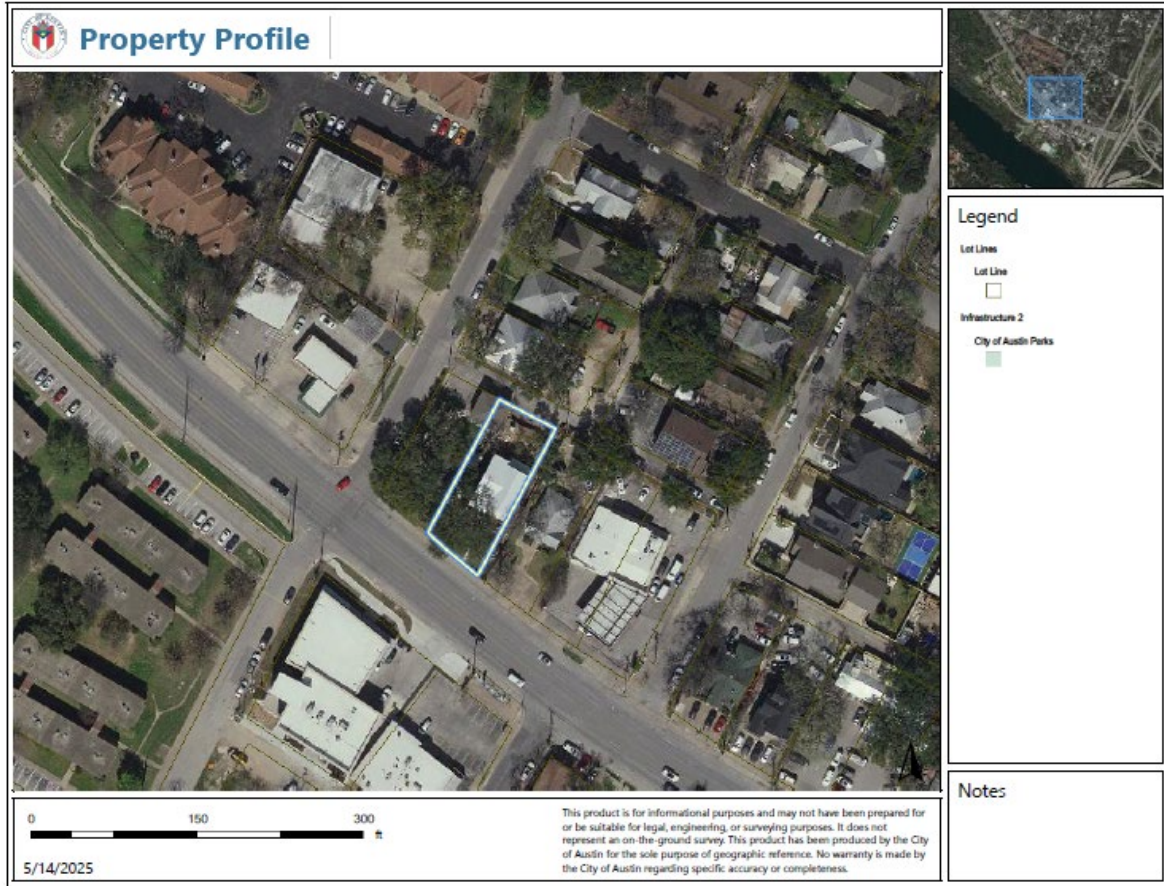 Property Profile
Legend
Lot Lines
Lot Line
Infrastructure 2
City of Austin Parks
Notes
0 150 300
ft
5/14/2025
This product is for informational purposes and may not have been prepared for
or be suitable for legal, engineering, or surveying purposes. It does not
represent an on-the-ground survey. This product has been produced by the City
of Austin for the sole purpose of geographic reference. No warranty is made by
the City of Austin regarding specific accuracy or completeness.